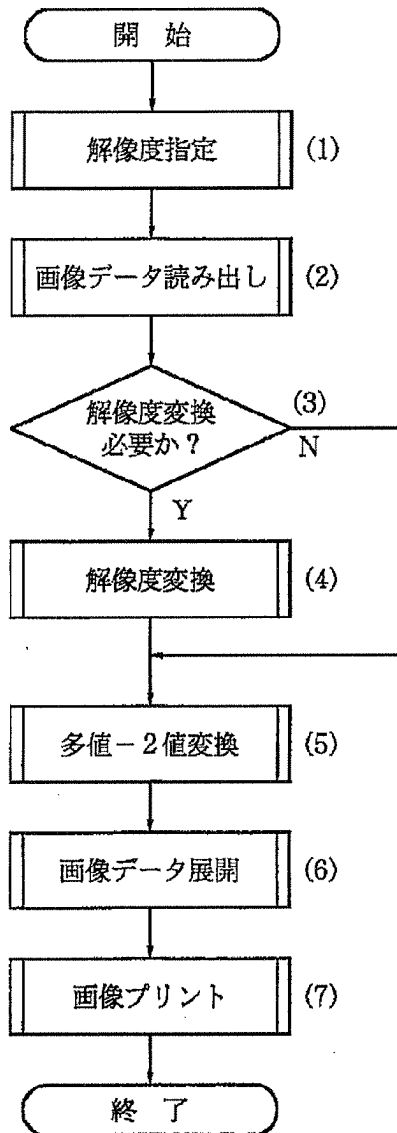 開 始
解像度指定 (1)
画像データ読み出し (2)
(3)
解像度変換
必要か？
N
Y
解像度変換 (4)
多値－2値変換 (5)
画像データ展開 (6)
画像プリント (7)
終 了